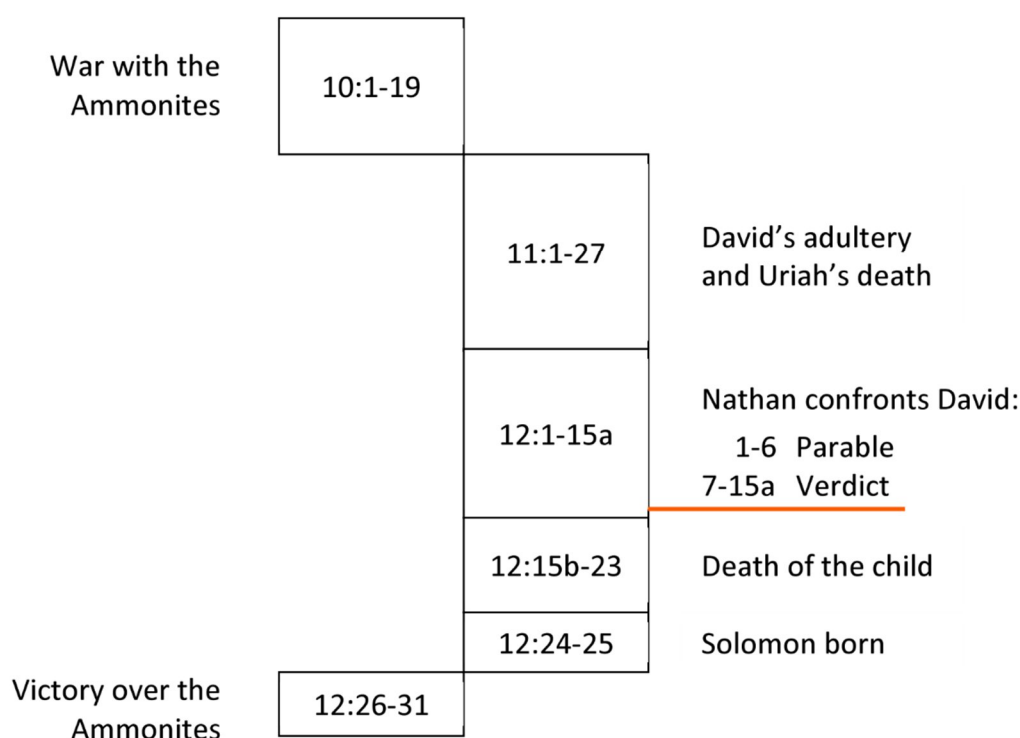 War with the
Ammonites
10:1-19
11:1-27
David’s adultery
and Uriah’s death
12:1-15a
Nathan confronts David:
1-6 Parable
7-15a Verdict
12:15b-23
Death of the child
12:24-25
Solomon born
Victory over the
Ammonites
12:26-31